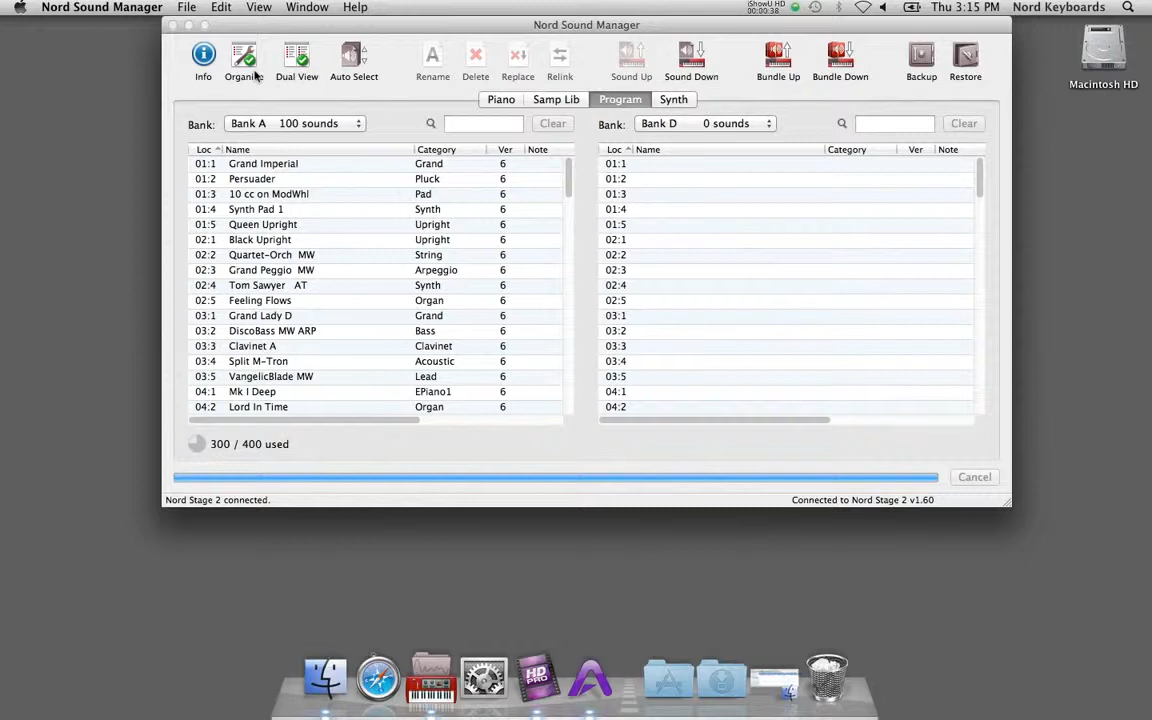 Nord Sound Manager File Edit View Window Help iShowU HD 00:00:38 Thu 3:15 PM Nord Keyboards
Nord Sound Manager
Info Organize Dual View Auto Select Rename Delete Replace Relink Sound Up Sound Down Bundle Up Bundle Down Backup Restore
Macintosh HD
Piano Samp Lib Program Synth
Bank: Bank A 100 sounds Clear Bank: Bank D 0 sounds Clear
Loc Name Category Ver Note Loc Name Category Ver Note
01:1 Grand Imperial Grand 6 01:1
01:2 Persuader Pluck 6 01:2
01:3 10 cc on ModWhl Pad 6 01:3
01:4 Synth Pad 1 Synth 6 01:4
01:5 Queen Upright Upright 6 01:5
02:1 Black Upright Upright 6 02:1
02:2 Quartet-Orch MW String 6 02:2
02:3 Grand Peggio MW Arpeggio 6 02:3
02:4 Tom Sawyer AT Synth 6 02:4
02:5 Feeling Flows Organ 6 02:5
03:1 Grand Lady D Grand 6 03:1
03:2 DiscoBass MW ARP Bass 6 03:2
03:3 Clavinet A Clavinet 6 03:3
03:4 Split M-Tron Acoustic 6 03:4
03:5 VangelicBlade MW Lead 6 03:5
04:1 Mk I Deep EPiano1 6 04:1
04:2 Lord In Time Organ 6 04:2
300 / 400 used
Cancel
Nord Stage 2 connected. Connected to Nord Stage 2 v1.60
HD
PRO